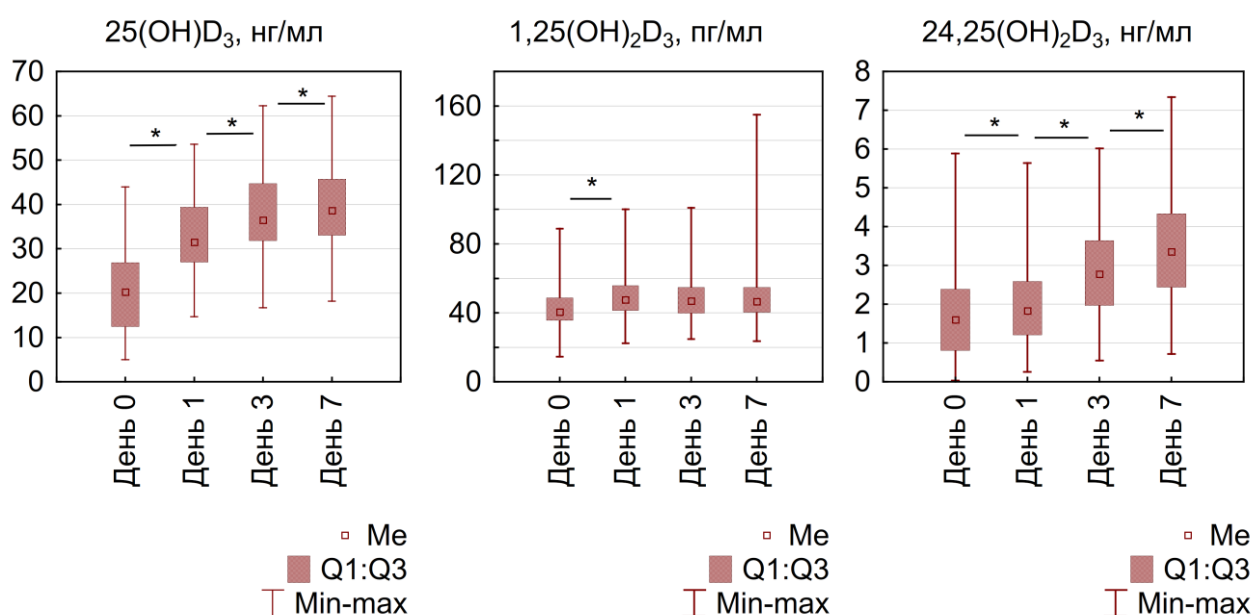 25(OH)D₃, нг/мл
70
60
50
40
30
20
10
0
* * *
День 0
День 1
День 3
День 7
Me
Q1:Q3
Min-max
1,25(OH)₂D₃, пг/мл
160
120
80
40
0
*
День 0
День 1
День 3
День 7
Me
Q1:Q3
Min-max
24,25(OH)₂D₃, нг/мл
8
7
6
5
4
3
2
1
0
* * *
День 0
День 1
День 3
День 7
Me
Q1:Q3
Min-max